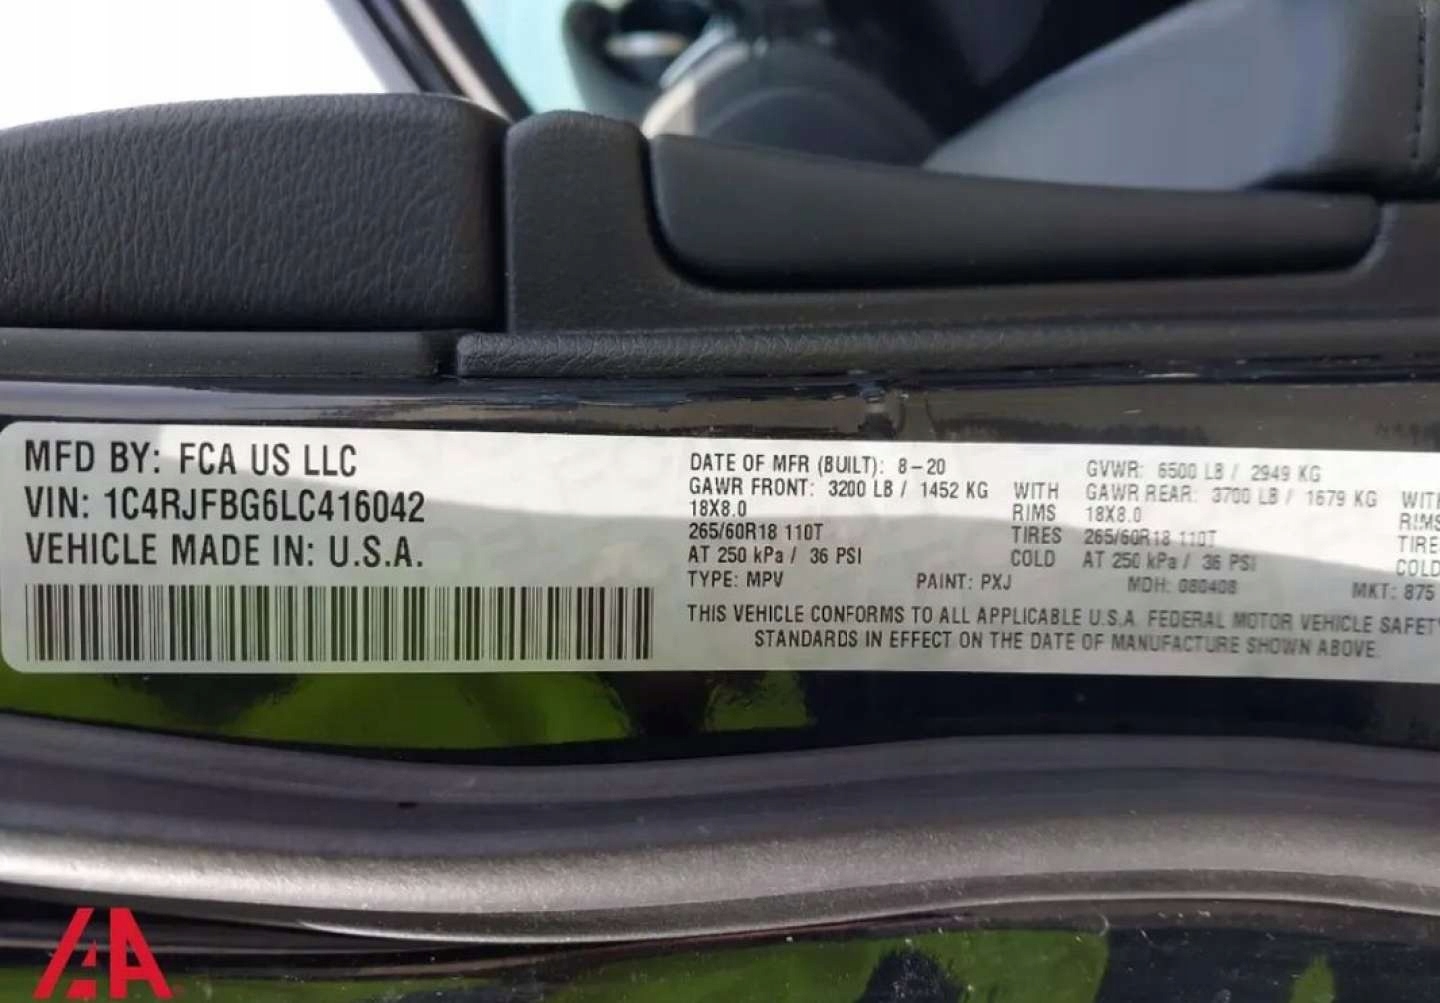 MFD BY: FCA US LLC
VIN: 1C4RJFBG6LC416042
VEHICLE MADE IN: U.S.A.
DATE OF MFR (BUILT): 8-20
GAWR FRONT: 3200 LB / 1452 KG WITH
18X8.0 RIMS
265/60R18 110T TIRES
AT 250 kPa / 36 PSI COLD
GVWR: 6500 LB / 2949 KG
GAWR REAR: 3700 LB / 1679 KG WITH
18X8.0 RIMS
265/60R18 110T TIRE
AT 250 kPa / 36 PSI COLD
TYPE: MPV PAINT: PXJ MDH: 080408 MKT: 875
THIS VEHICLE CONFORMS TO ALL APPLICABLE U.S.A. FEDERAL MOTOR VEHICLE SAFETY
STANDARDS IN EFFECT ON THE DATE OF MANUFACTURE SHOWN ABOVE.